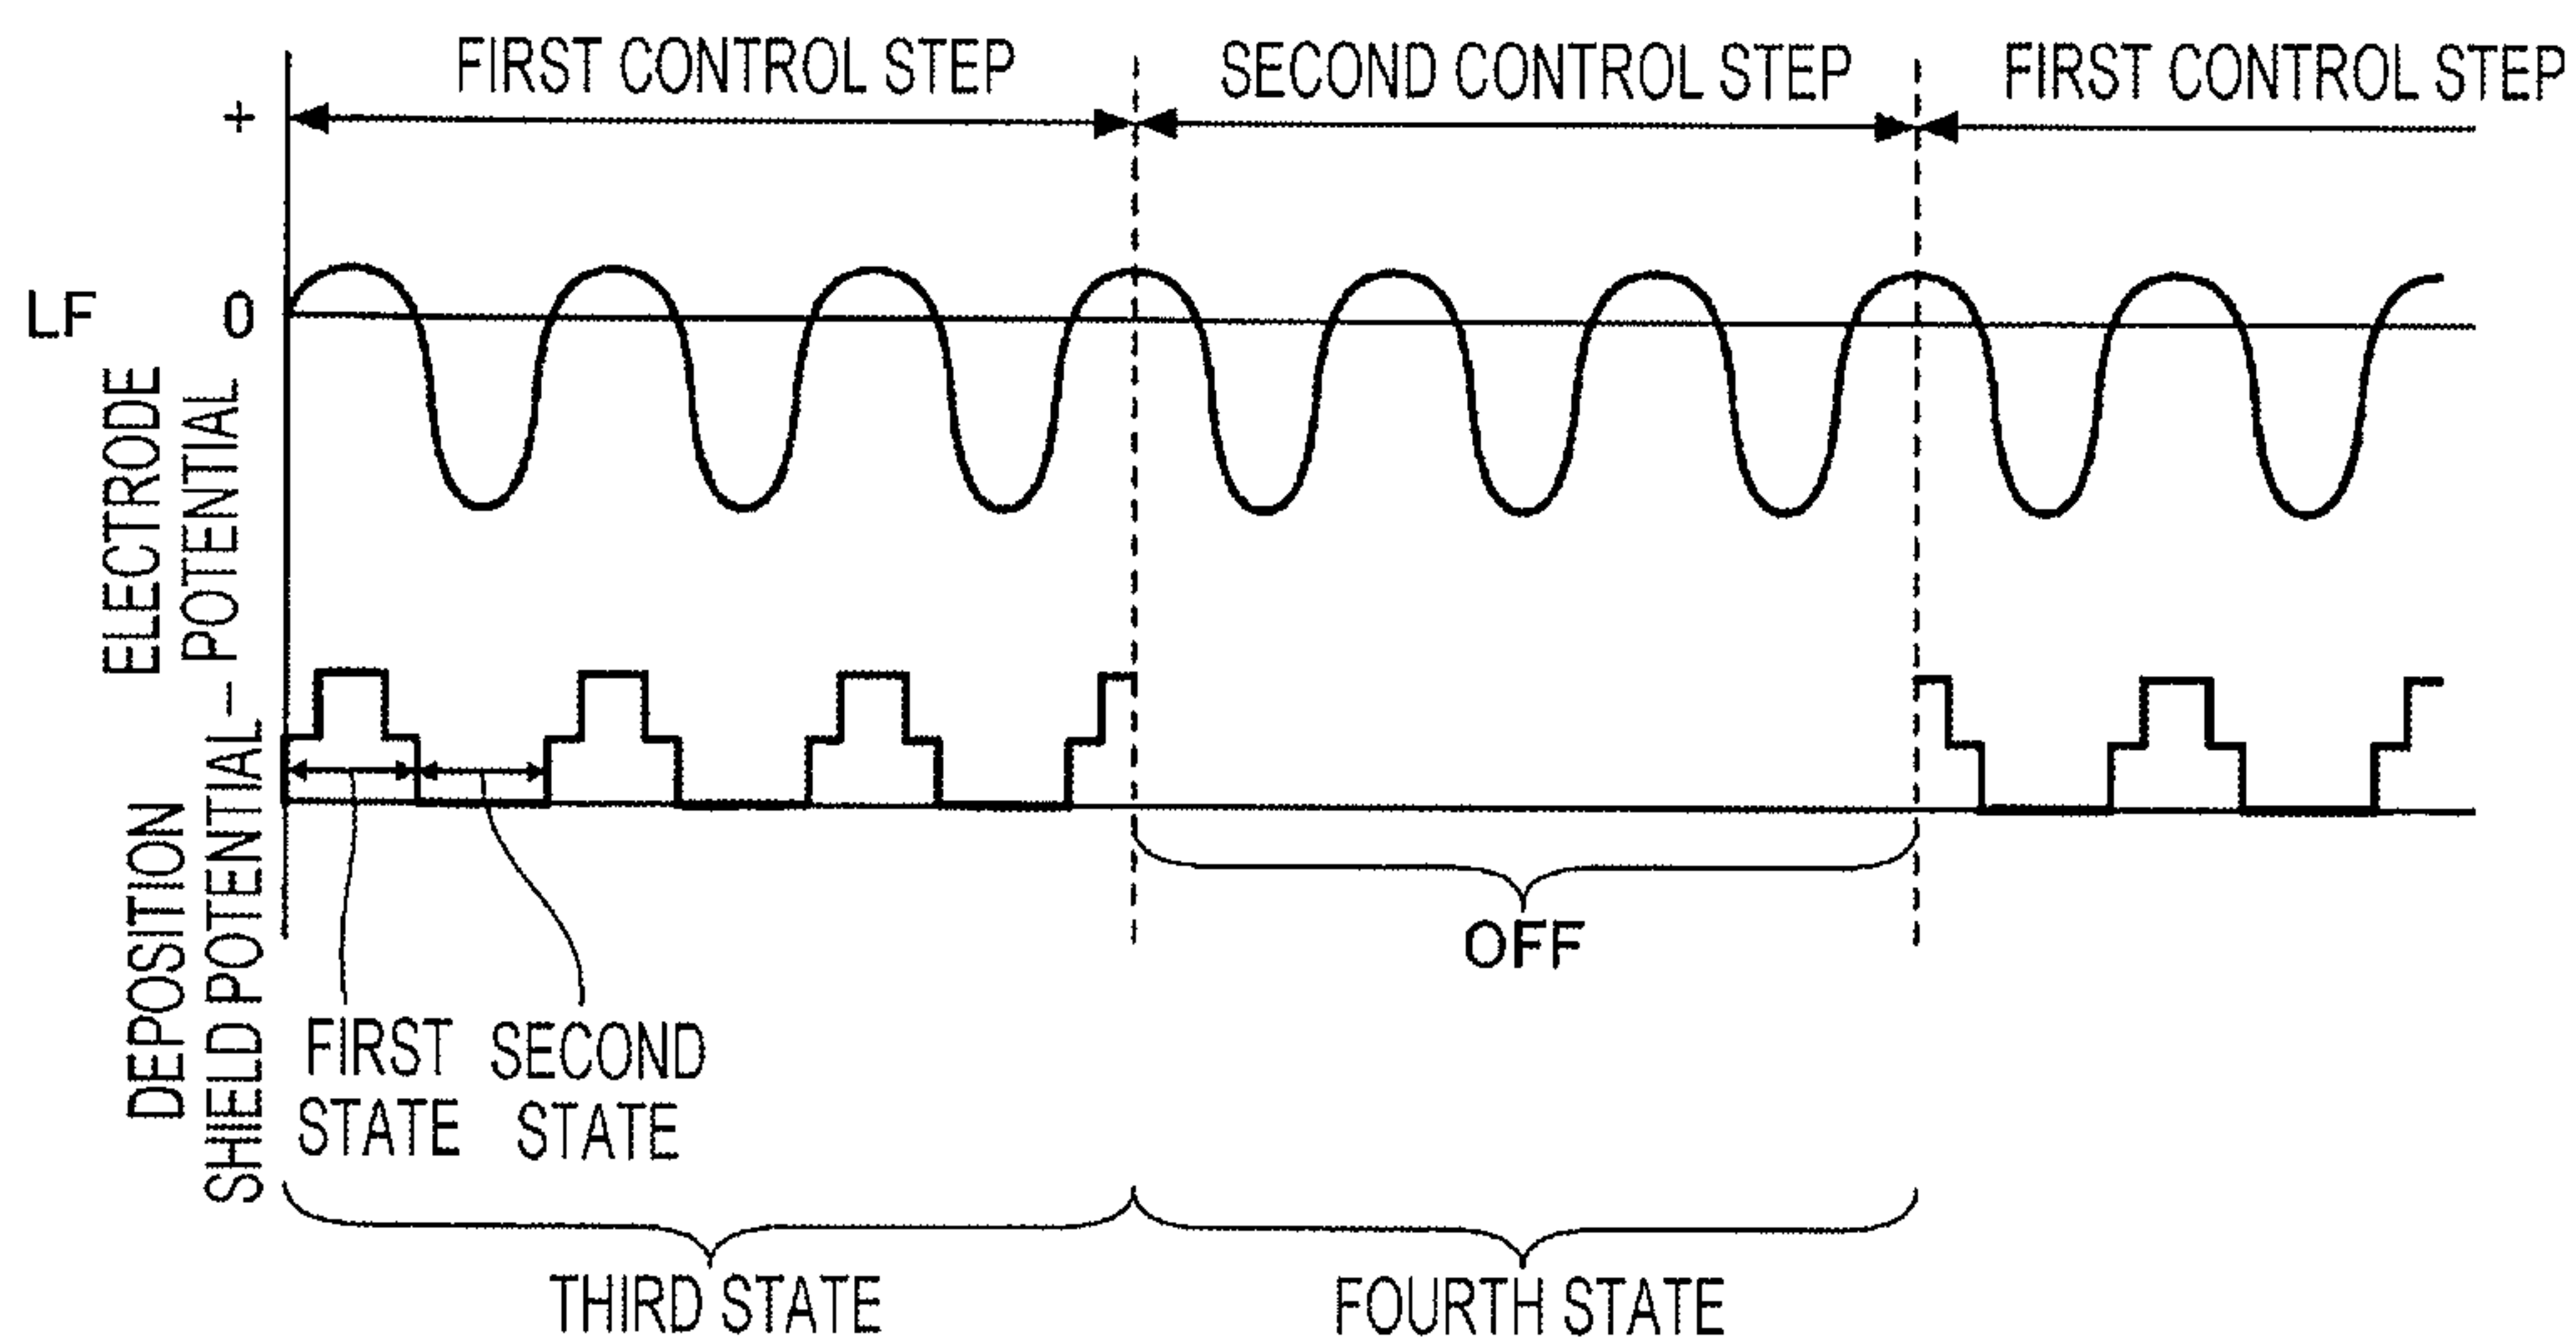 FIRST CONTROL STEP
SECOND CONTROL STEP
FIRST CONTROL STEP
+
LF
0
ELECTRODE
POTENTIAL
−
DEPOSITION
SHIELD POTENTIAL
OFF
FIRST
STATE
SECOND
STATE
THIRD STATE
FOURTH STATE